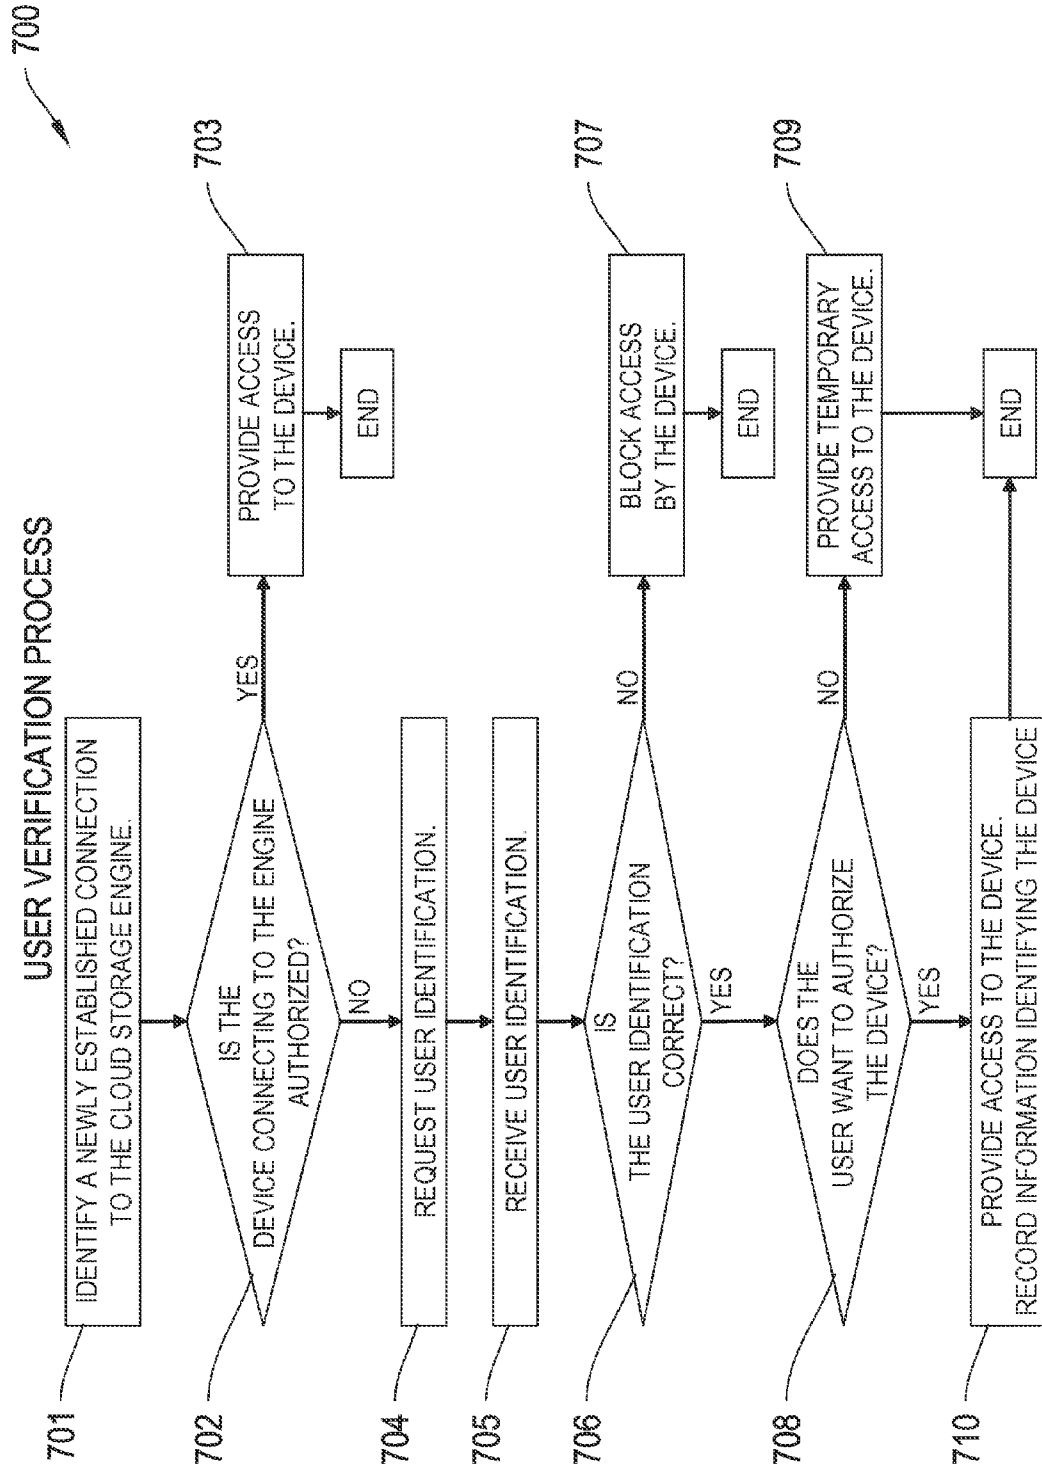 USER VERIFICATION PROCESS
700
701
IDENTIFY A NEWLY ESTABLISHED CONNECTION
TO THE CLOUD STORAGE ENGINE.
702
IS THE
DEVICE CONNECTING TO THE ENGINE
AUTHORIZED?
YES
703
PROVIDE ACCESS
TO THE DEVICE.
END
NO
704
REQUEST USER IDENTIFICATION.
705
RECEIVE USER IDENTIFICATION.
706
IS
THE USER IDENTIFICATION
CORRECT?
NO
707
BLOCK ACCESS
BY THE DEVICE.
END
YES
708
DOES THE
USER WANT TO AUTHORIZE
THE DEVICE?
NO
709
PROVIDE TEMPORARY
ACCESS TO THE DEVICE.
YES
710
PROVIDE ACCESS TO THE DEVICE.
RECORD INFORMATION IDENTIFYING THE DEVICE
END